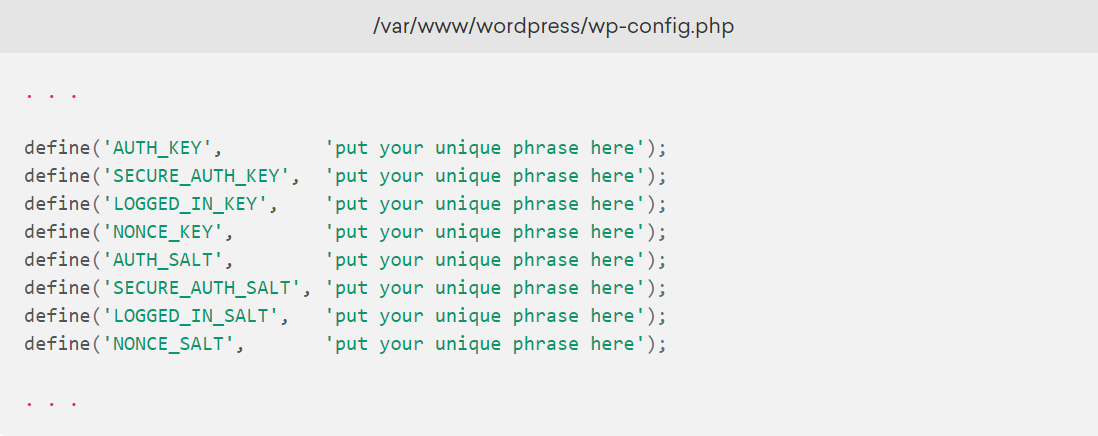 /var/www/wordpress/wp-config.php
. . .
define('AUTH_KEY',         'put your unique phrase here');
define('SECURE_AUTH_KEY',  'put your unique phrase here');
define('LOGGED_IN_KEY',    'put your unique phrase here');
define('NONCE_KEY',        'put your unique phrase here');
define('AUTH_SALT',        'put your unique phrase here');
define('SECURE_AUTH_SALT', 'put your unique phrase here');
define('LOGGED_IN_SALT',   'put your unique phrase here');
define('NONCE_SALT',       'put your unique phrase here');
. . .